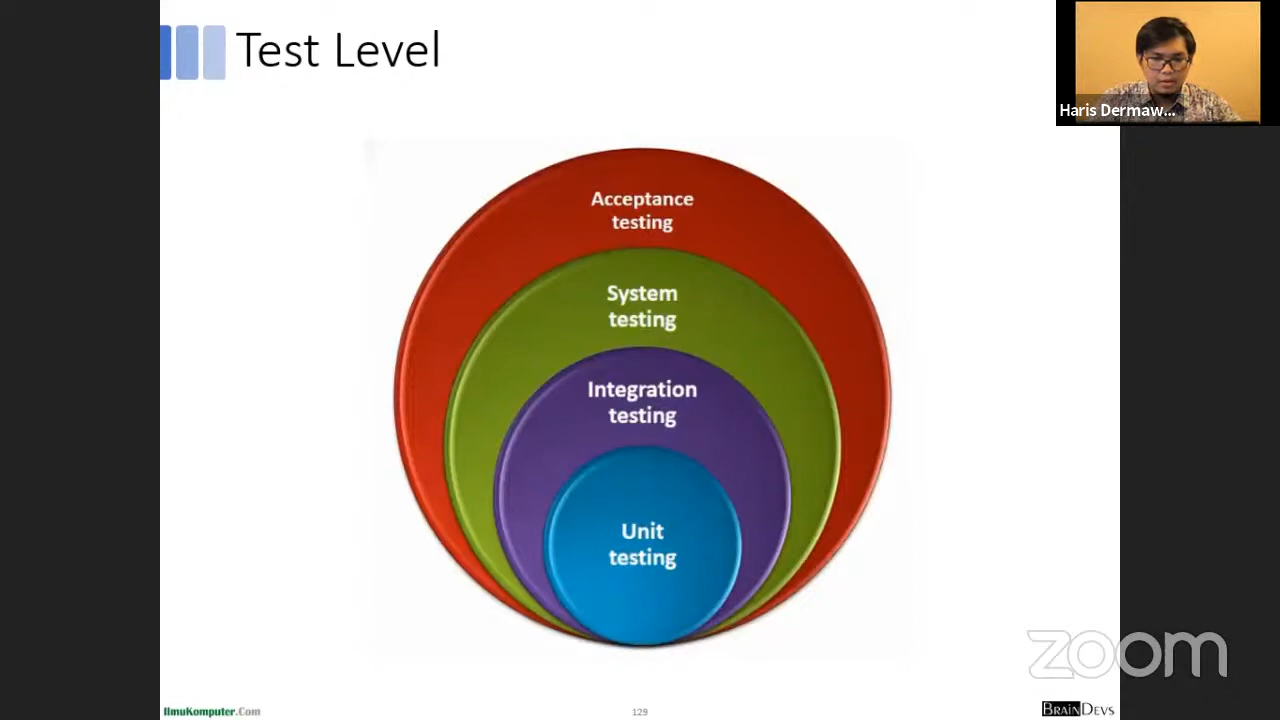 Test Level
Haris Dermaw...
Acceptance
testing
System
testing
Integration
testing
Unit
testing
zoom
IlmuKomputer.Com
129
BRAINDEVS